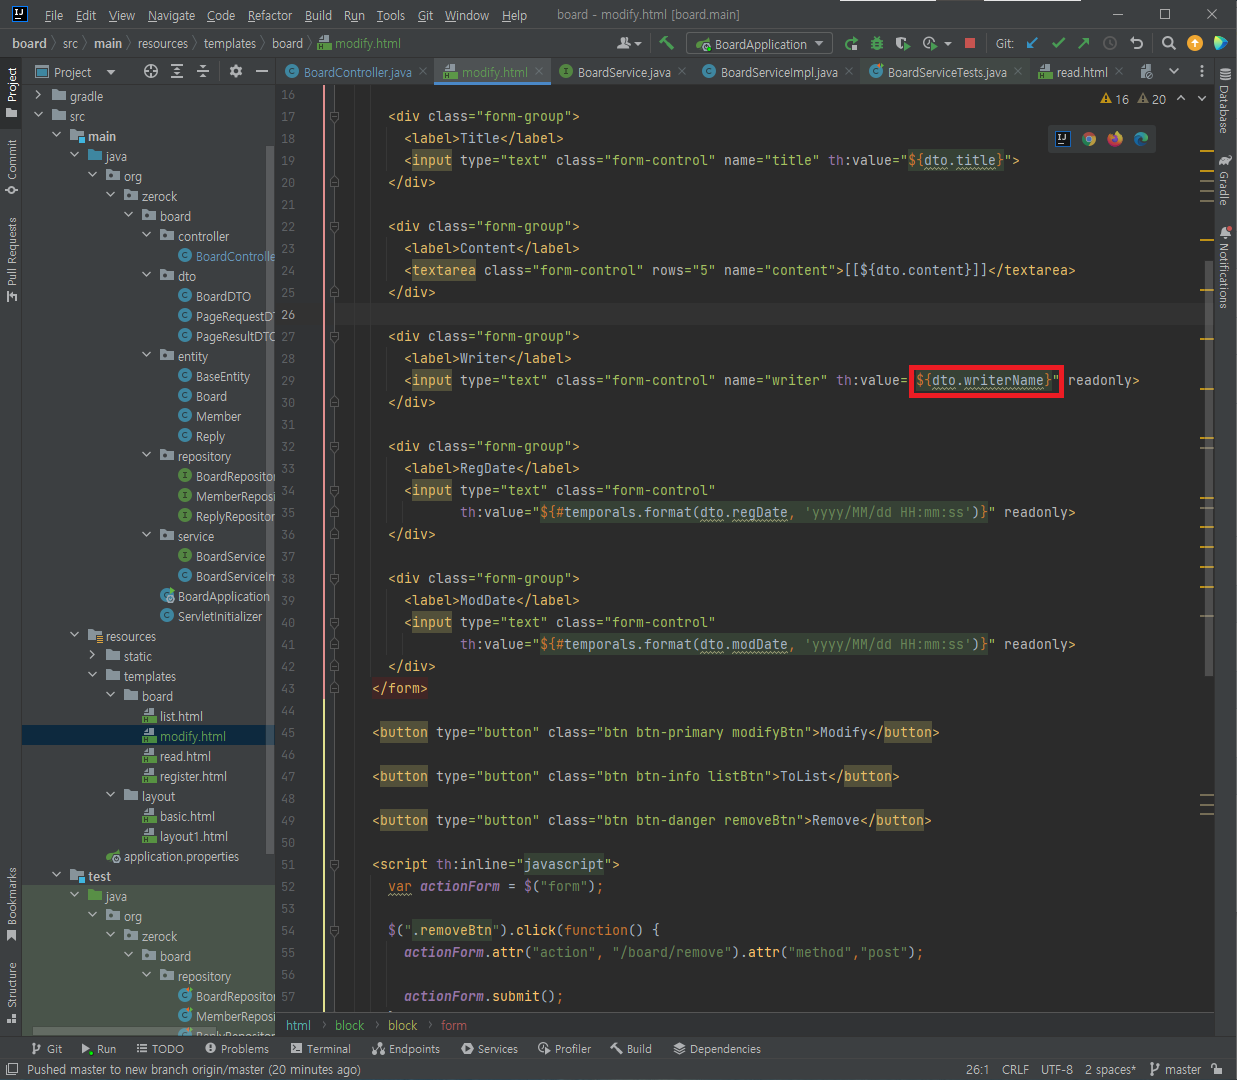 File Edit View Navigate Code Refactor Build Run Tools Git Window Help board - modify.html [board.main]
board > src > main > resources > templates > board > modify.html BoardApplication Git:
Project BoardController.java modify.html BoardService.java BoardServiceImpl.java BoardServiceTests.java read.html
Project
Commit
Pull Requests
Bookmarks
Structure
gradle
src
main
java
org
zerock
board
controller
BoardControlle
dto
BoardDTO
PageRequestDT
PageResultDTO
entity
BaseEntity
Board
Member
Reply
repository
BoardRepositor
MemberReposi
ReplyRepositor
service
BoardService
BoardServiceIm
BoardApplication
ServletInitializer
resources
static
templates
board
list.html
modify.html
read.html
register.html
layout
basic.html
layout1.html
application.properties
test
java
org
zerock
board
repository
BoardRepositor
MemberReposi
ReplyRepositor
16 20
16
17 <div class="form-group">
18 <label>Title</label>
19 <input type="text" class="form-control" name="title" th:value="${dto.title}">
20 </div>
21
22 <div class="form-group">
23 <label>Content</label>
24 <textarea class="form-control" rows="5" name="content">[[${dto.content}]]</textarea>
25 </div>
26
27 <div class="form-group">
28 <label>Writer</label>
29 <input type="text" class="form-control" name="writer" th:value="${dto.writerName}" readonly>
30 </div>
31
32 <div class="form-group">
33 <label>RegDate</label>
34 <input type="text" class="form-control"
35 th:value="${#temporals.format(dto.regDate, 'yyyy/MM/dd HH:mm:ss')}" readonly>
36 </div>
37
38 <div class="form-group">
39 <label>ModDate</label>
40 <input type="text" class="form-control"
41 th:value="${#temporals.format(dto.modDate, 'yyyy/MM/dd HH:mm:ss')}" readonly>
42 </div>
43 </form>
44
45 <button type="button" class="btn btn-primary modifyBtn">Modify</button>
46
47 <button type="button" class="btn btn-info listBtn">ToList</button>
48
49 <button type="button" class="btn btn-danger removeBtn">Remove</button>
50
51 <script th:inline="javascript">
52 var actionForm = $("form");
53
54 $(".removeBtn").click(function() {
55 actionForm.attr("action", "/board/remove").attr("method","post");
56
57 actionForm.submit();
Database
Gradle
Notifications
html > block > block > form
Git Run TODO Problems Terminal Endpoints Services Profiler Build Dependencies
Pushed master to new branch origin/master (20 minutes ago) 26:1 CRLF UTF-8 2 spaces* master